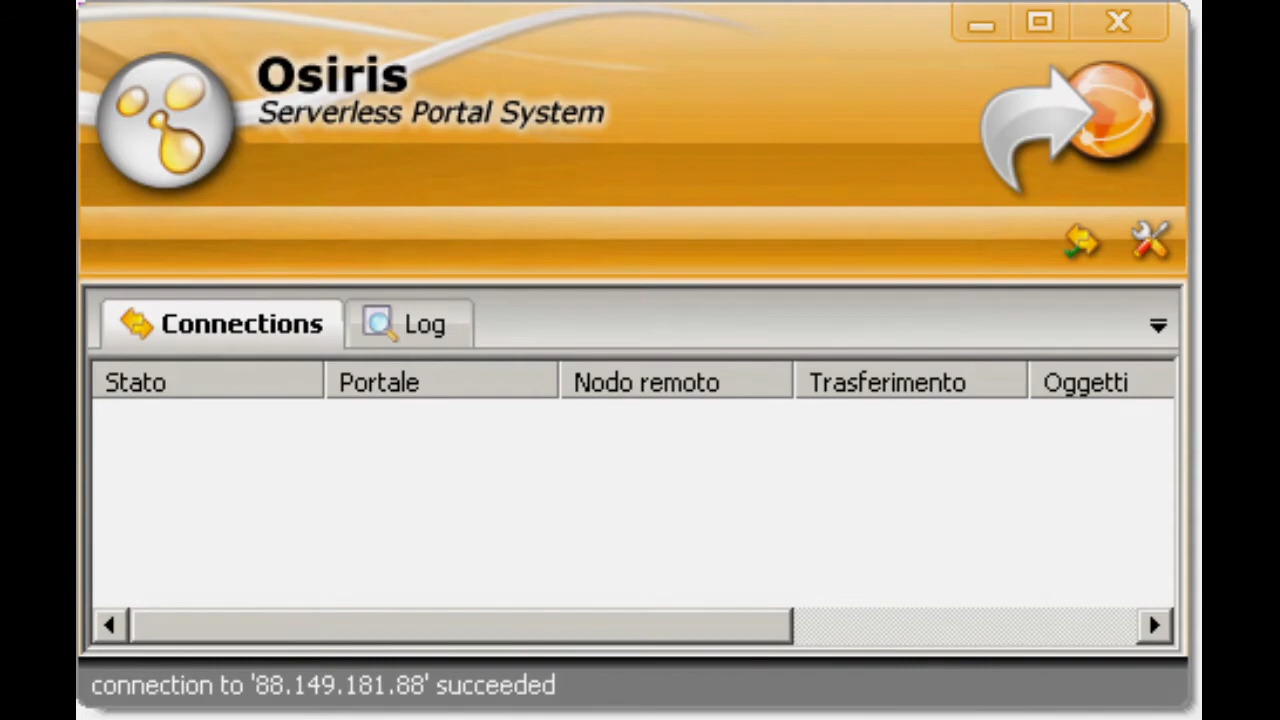 Osiris
Serverless Portal System
Connections
Log
Stato
Portale
Nodo remoto
Trasferimento
Oggetti
connection to '88.149.181.88' succeeded